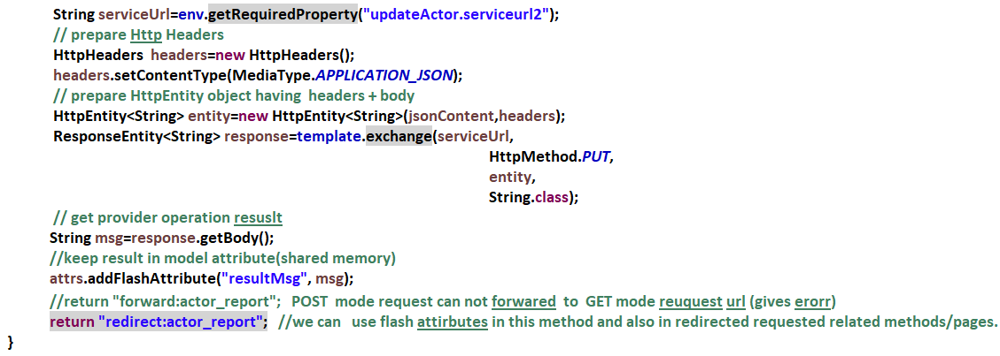 String serviceUrl=env.getRequiredProperty("updateActor.serviceurl2");
// prepare Http Headers
HttpHeaders headers=new HttpHeaders();
headers.setContentType(MediaType.APPLICATION_JSON);
// prepare HttpEntity object having headers + body
HttpEntity<String> entity=new HttpEntity<String>(jsonContent,headers);
ResponseEntity<String> response=template.exchange(serviceUrl,
HttpMethod.PUT,
entity,
String.class);
// get provider operation resuslt
String msg=response.getBody();
//keep result in model attribute(shared memory)
attrs.addFlashAttribute("resultMsg", msg);
//return "forward:actor_report"; POST mode request can not forwared to GET mode reuquest url (gives erorr)
return "redirect:actor_report"; //we can use flash attirbutes in this method and also in redirected requested related methods/pages.
}